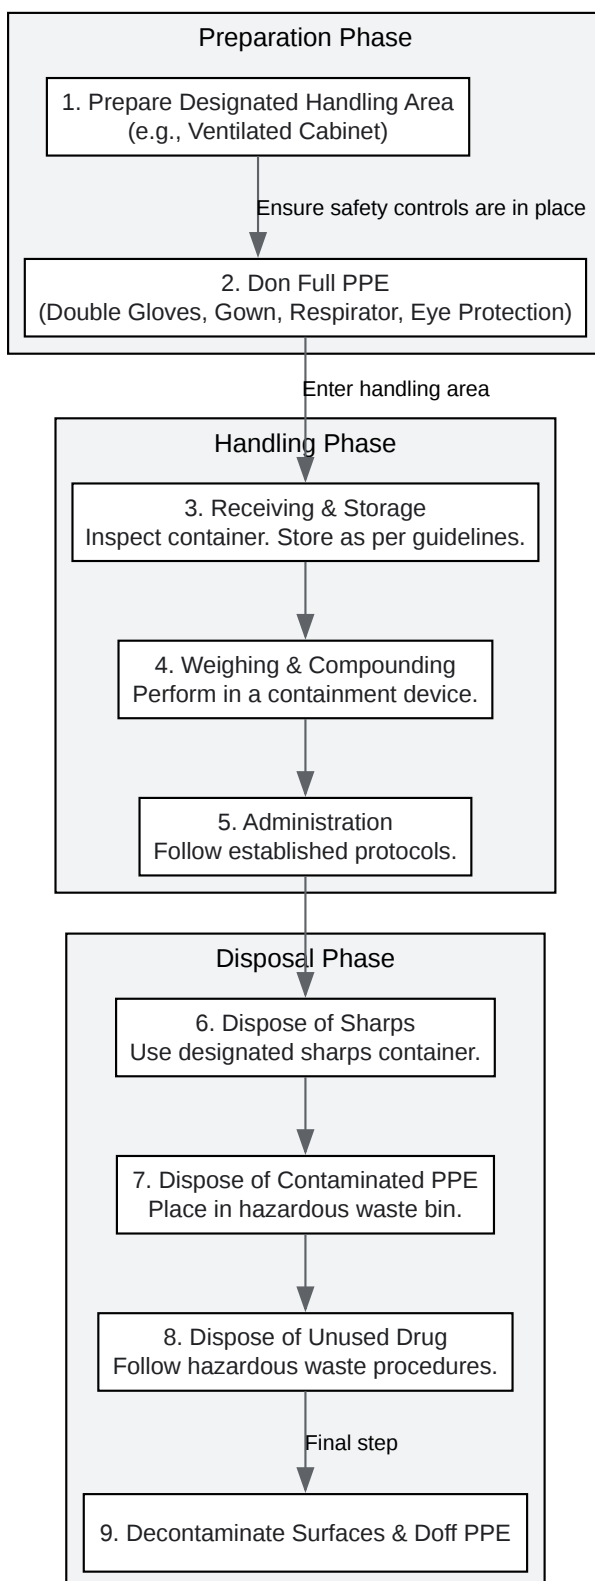 Preparation Phase
1. Prepare Designated Handling Area
(e.g., Ventilated Cabinet)
Ensure safety controls are in place
2. Don Full PPE
(Double Gloves, Gown, Respirator, Eye Protection)
Enter handling area
Handling Phase
3. Receiving & Storage
Inspect container. Store as per guidelines.
4. Weighing & Compounding
Perform in a containment device.
5. Administration
Follow established protocols.
Disposal Phase
6. Dispose of Sharps
Use designated sharps container.
7. Dispose of Contaminated PPE
Place in hazardous waste bin.
8. Dispose of Unused Drug
Follow hazardous waste procedures.
Final step
9. Decontaminate Surfaces & Doff PPE